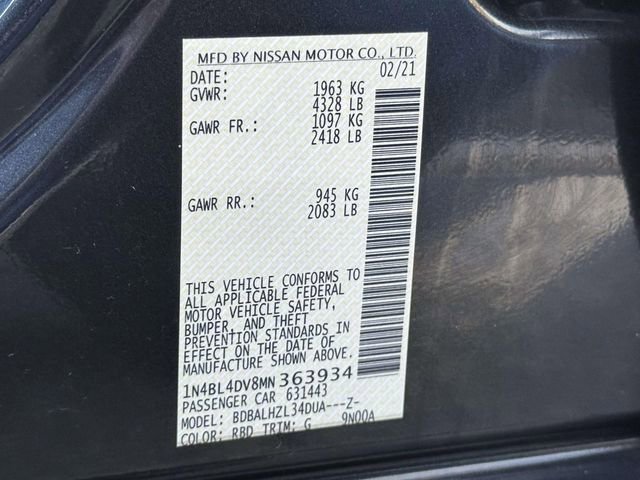 MFD BY NISSAN MOTOR CO., LTD.
DATE: 02/21
GVWR: 1963 KG
4328 LB
GAWR FR.: 1097 KG
2418 LB
GAWR RR.: 945 KG
2083 LB
THIS VEHICLE CONFORMS TO
ALL APPLICABLE FEDERAL
MOTOR VEHICLE SAFETY,
BUMPER, AND THEFT
PREVENTION STANDARDS IN
EFFECT ON THE DATE OF
MANUFACTURE SHOWN ABOVE.
1N4BL4DV8MN 363934
PASSENGER CAR 631443
MODEL: BDBALHZL34DUA---Z-
COLOR: RBD TRIM: G 9N00A